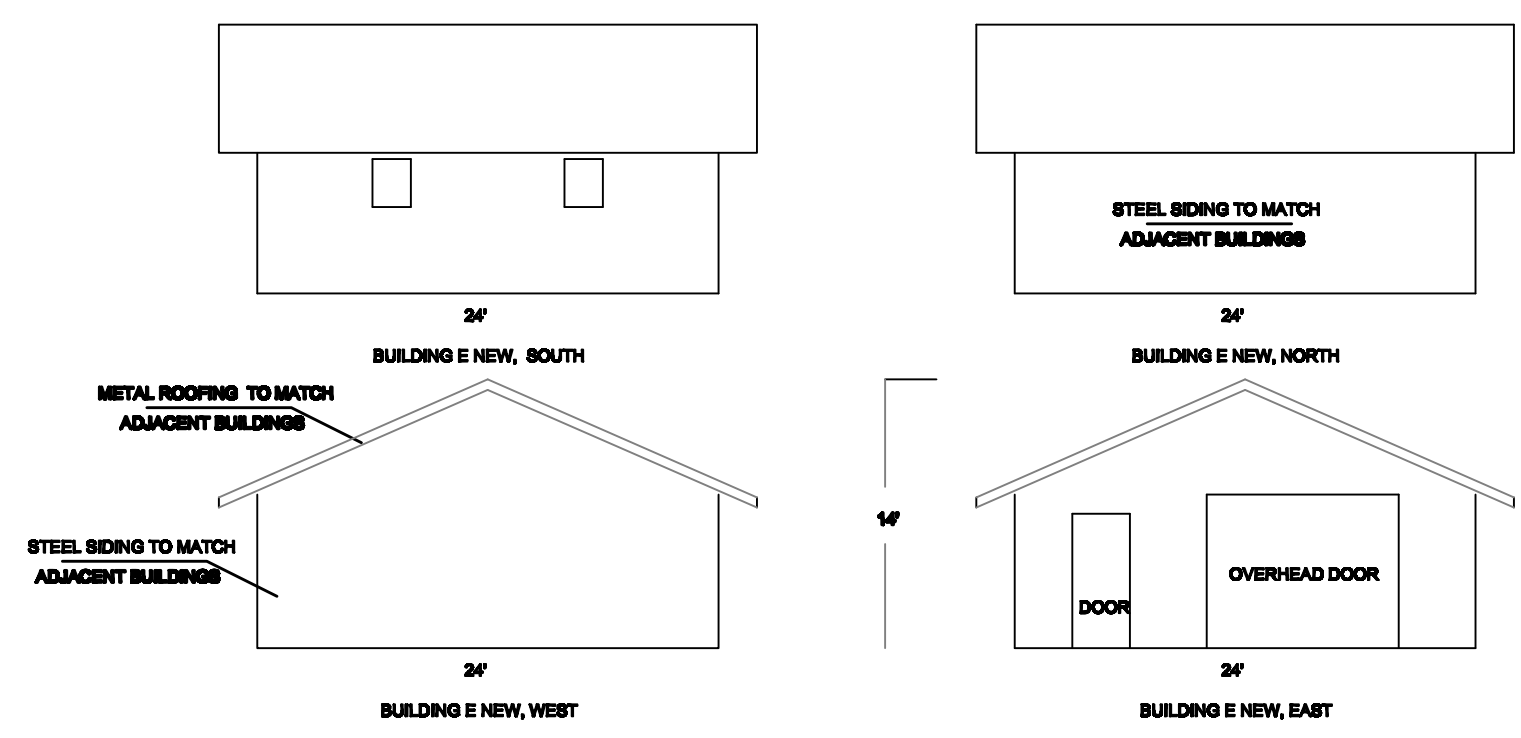 STEEL SIDING TO MATCH
ADJACENT BUILDINGS
24'
24'
BUILDING E NEW,  SOUTH
BUILDING E NEW, NORTH
METAL ROOFING  TO MATCH
ADJACENT BUILDINGS
14'
STEEL SIDING TO MATCH
ADJACENT BUILDINGS
OVERHEAD DOOR
DOOR
24'
24'
BUILDING E NEW, WEST
BUILDING E NEW, EAST